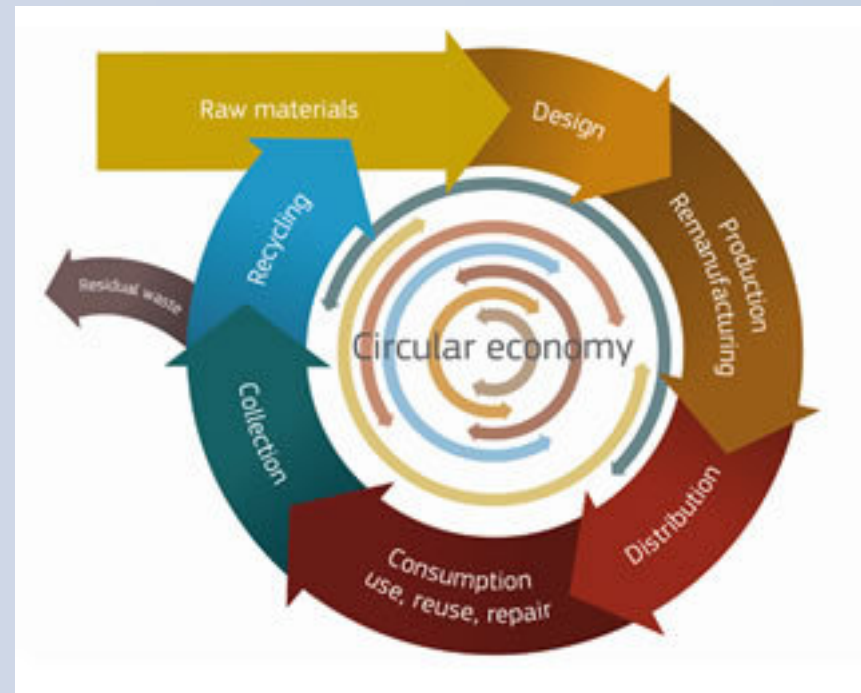 Raw materials
Design
Production
Remanufacturing
Distribution
Consumption
use, reuse, repair
Collection
Recycling
Residual waste
Circular economy